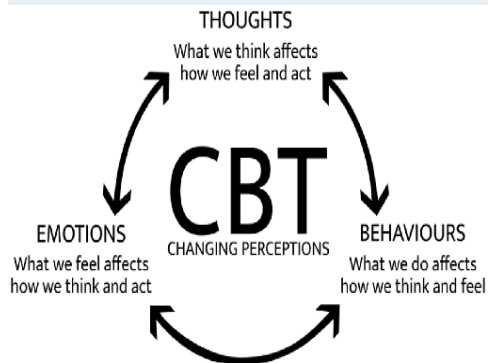 THOUGHTS
What we think affects
how we feel and act
CBT
CHANGING PERCEPTIONS
EMOTIONS
What we feel affects
how we think and act
BEHAVIOURS
What we do affects
how we think and feel